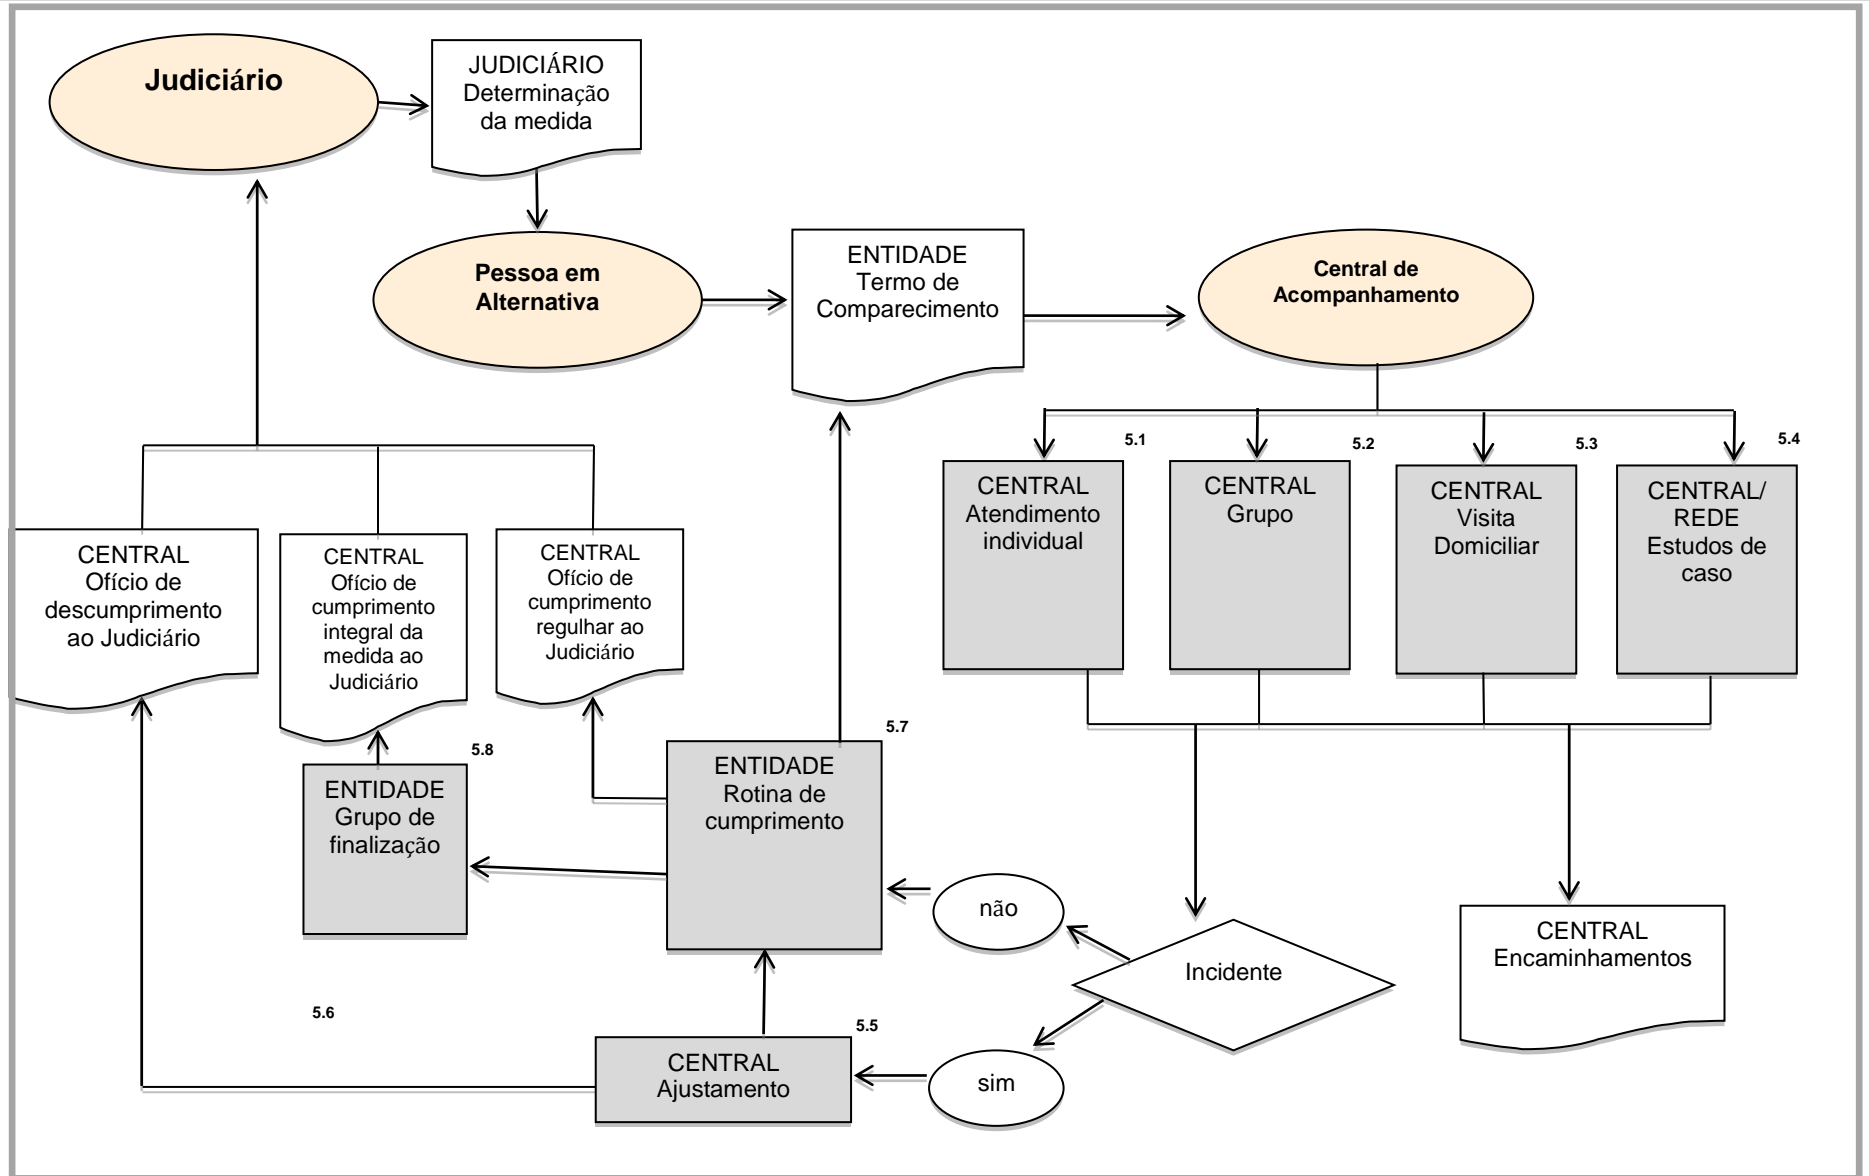 Judiciário
JUDICIÁRIO
Determinação
da medida
Pessoa em
Alternativa
ENTIDADE
Termo de
Comparecimento
Central de
Acompanhamento
5.1
5.2
5.3
5.4
CENTRAL
Atendimento
individual
CENTRAL
Grupo
CENTRAL
Visita
Domiciliar
CENTRAL/
REDE
Estudos de
caso
CENTRAL
Ofício de
descumprimento
ao Judiciário
CENTRAL
Ofício de
cumprimento
integral da
medida ao
Judiciário
CENTRAL
Ofício de
cumprimento
regulhar ao
Judiciário
5.7
5.8
ENTIDADE
Grupo de
finalização
ENTIDADE
Rotina de
cumprimento
não
Incidente
CENTRAL
Encaminhamentos
5.6
5.5
CENTRAL
Ajustamento
sim